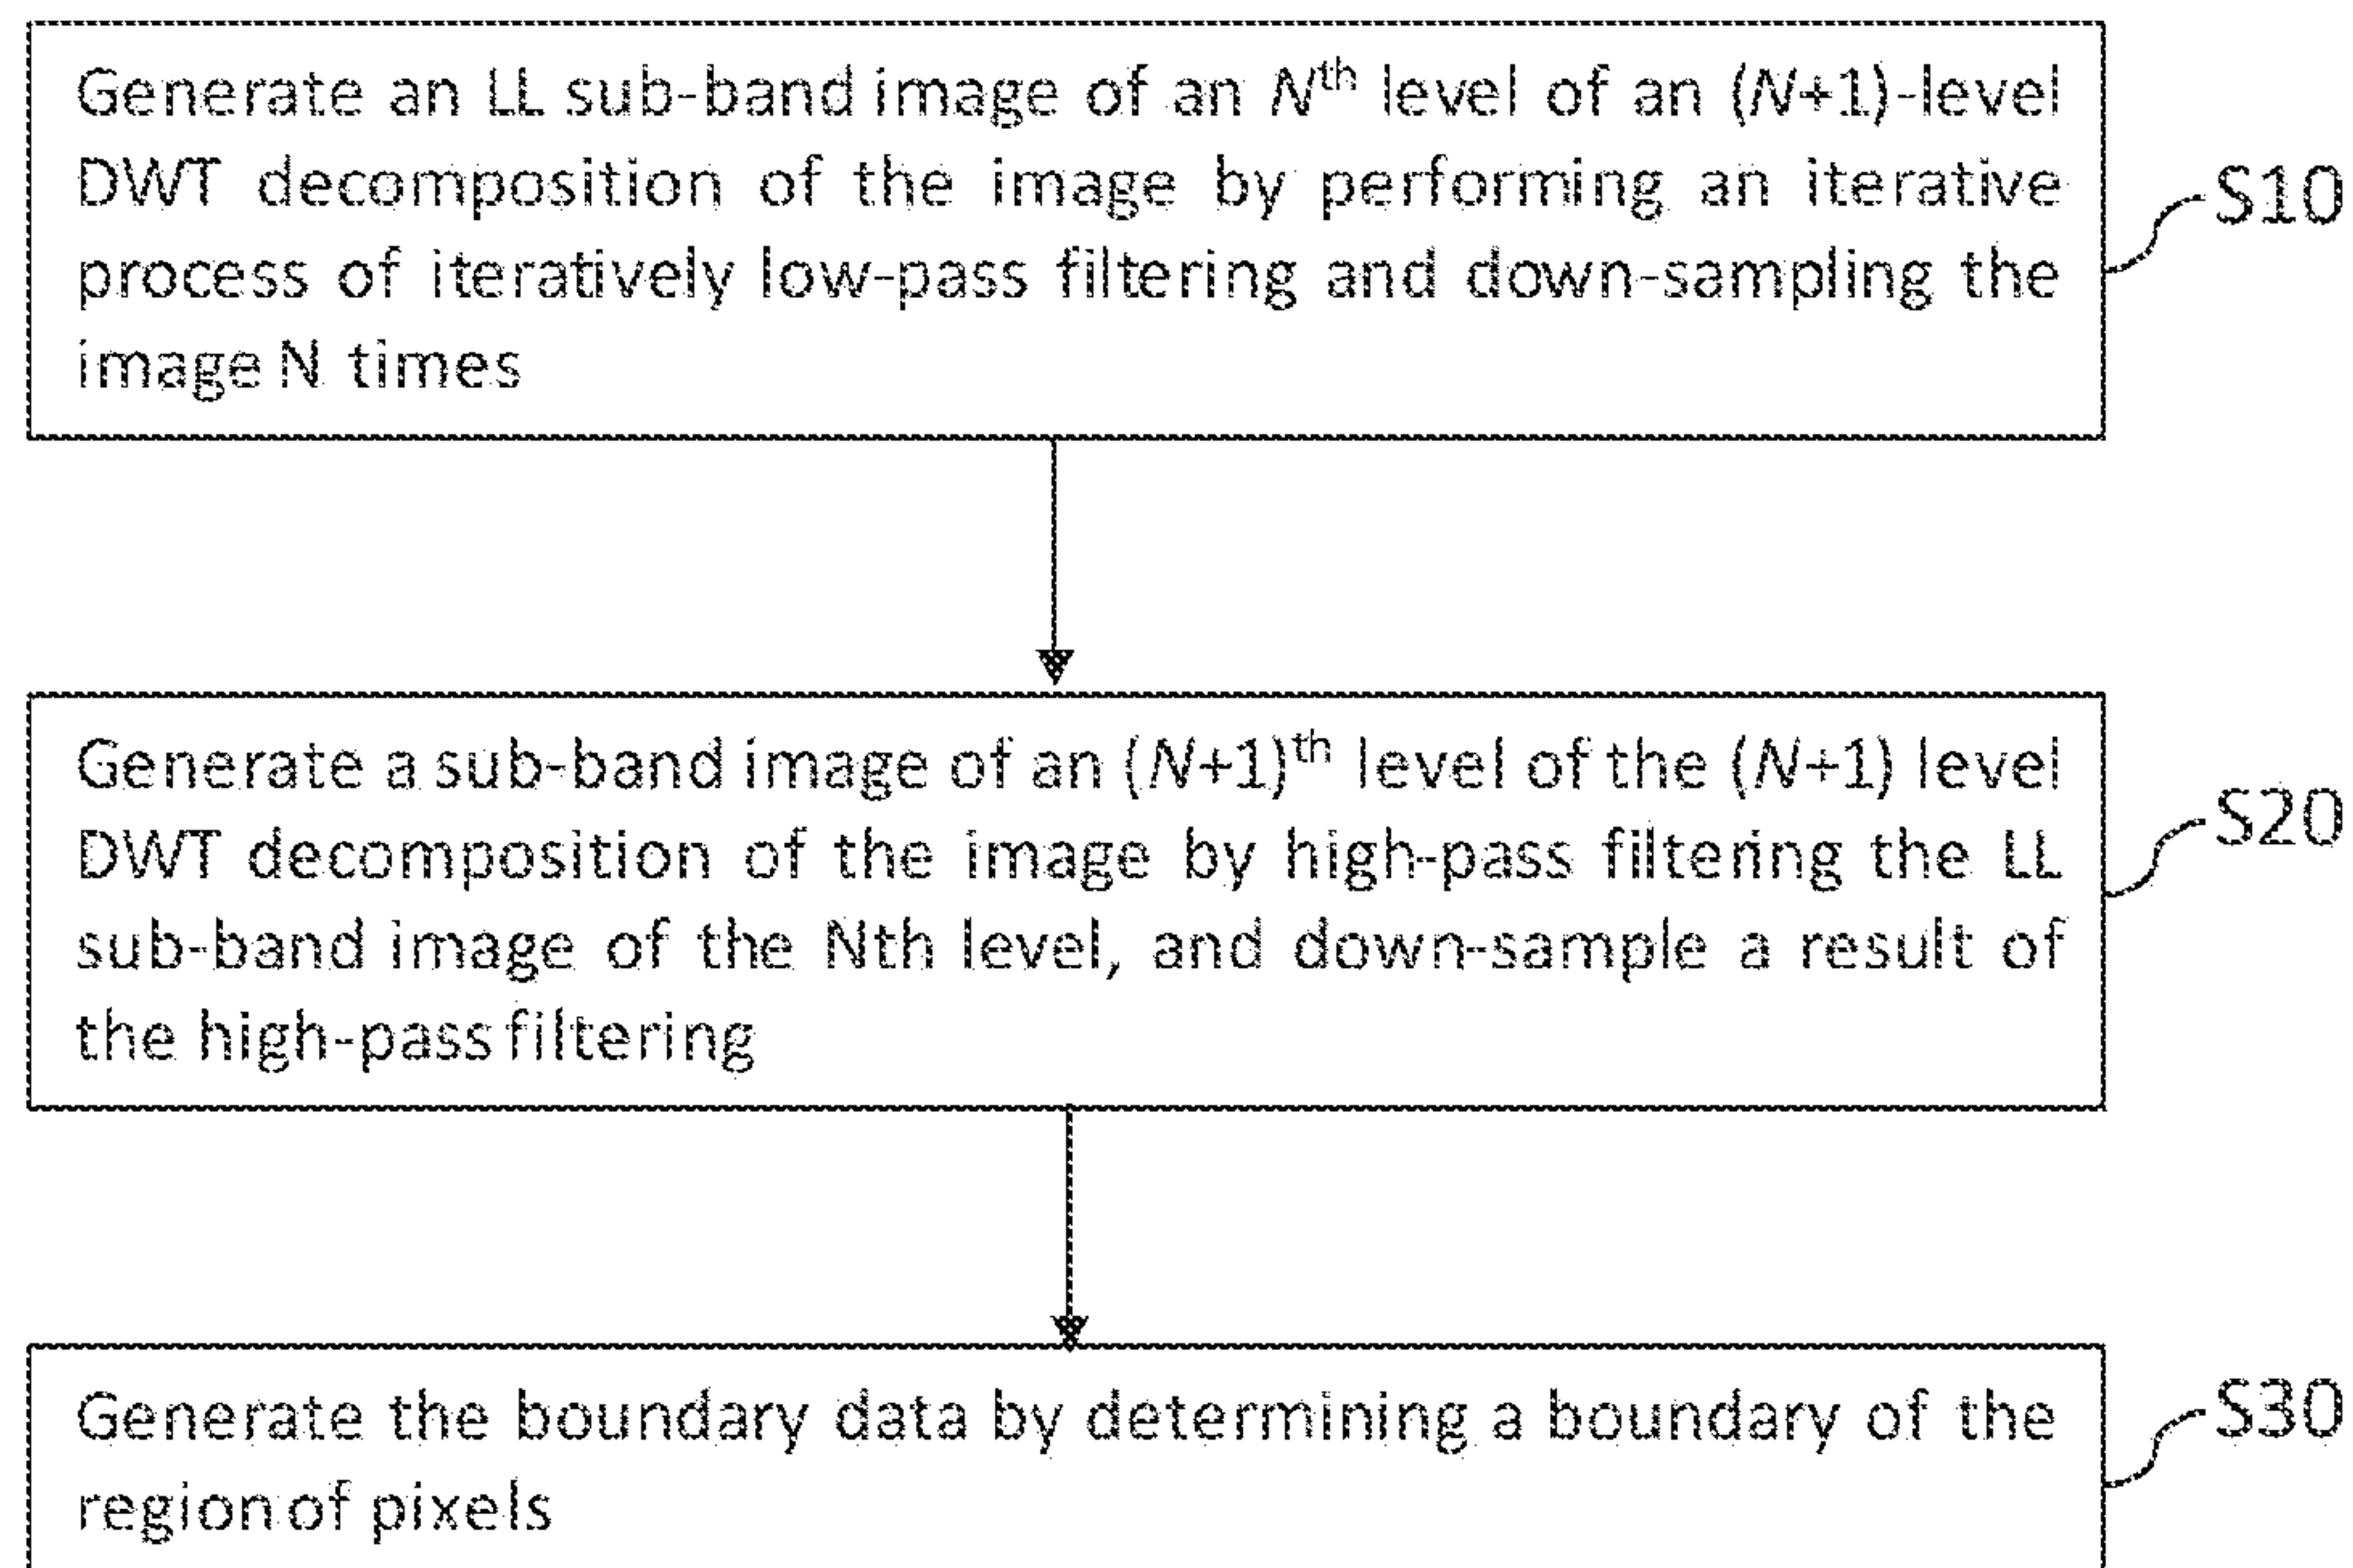 Generate an LL sub-band image of an Nth level of an (N+1)-level
DWT decomposition of the image by performing an iterative
process of iteratively low-pass filtering and down-sampling the
image N times
S10
Generate a sub-band image of an (N+1)th level of the (N+1) level
DWT decomposition of the image by high-pass filtering the LL
sub-band image of the Nth level, and down-sample a result of
the high-pass filtering
S20
Generate the boundary data by determining a boundary of the
region of pixels
S30